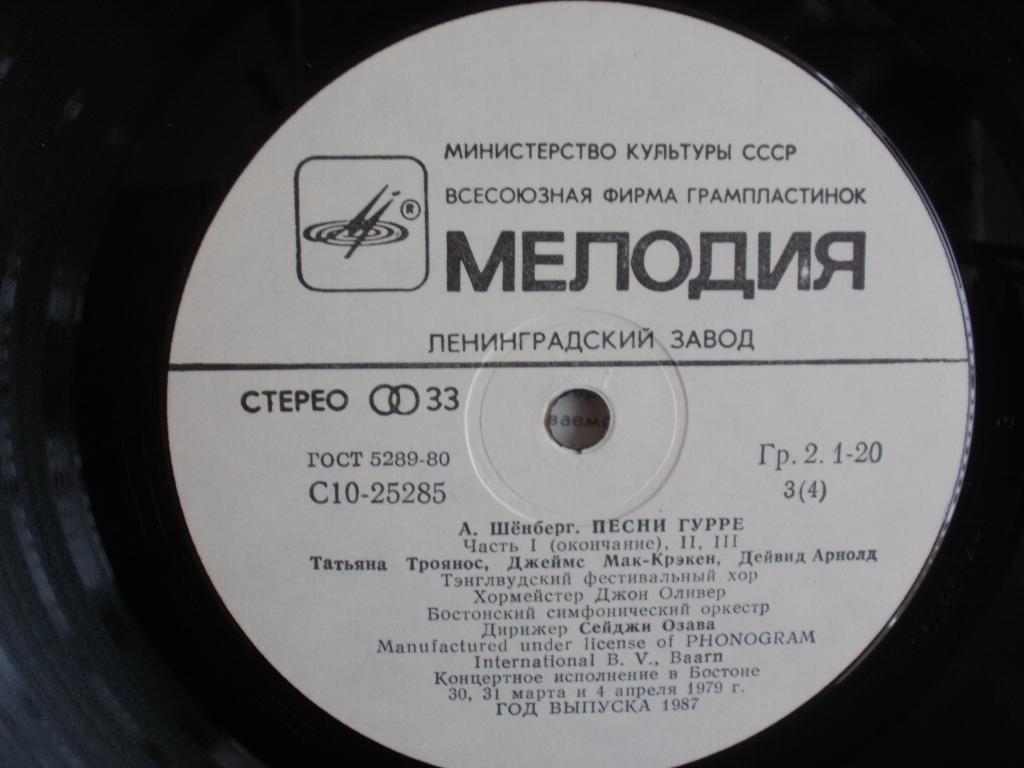 МИНИСТЕРСТВО КУЛЬТУРЫ СССР
ВСЕСОЮЗНАЯ ФИРМА ГРАМПЛАСТИНОК
®
МЕЛОДИЯ
ЛЕНИНГРАДСКИЙ ЗАВОД
СТЕРЕО 33
ваемо
ГОСТ 5289-80
Гр. 2. 1-20
С10-25285
3(4)
А. Шёнберг. ПЕСНИ ГУРРЕ
Часть I (окончание), II, III
Татьяна Троянос, Джеймс Мак-Крэкен, Дейвид Арнолд
Тэнглвудский фестивальный хор
Хормейстер Джон Оливер
Бостонский симфонический оркестр
Дирижер Сейджи Озава
Manufactured under license of PHONOGRAM
International B. V., Baarn
Концертное исполнение в Бостоне
30, 31 марта и 4 апреля 1979 г.
ГОД ВЫПУСКА 1987